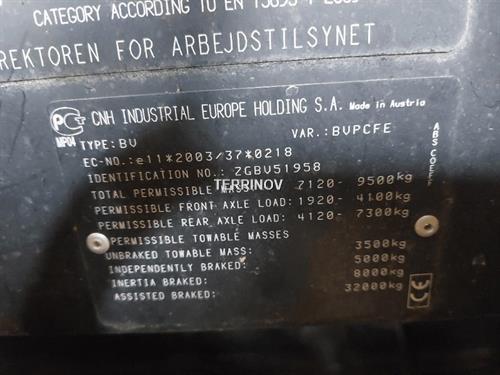 CATEGORY ACCORDING TO EN
REKTOREN FOR ARBEJDSTILSYNET
CNH INDUSTRIAL EUROPE HOLDING S.A. Made in Austria
MP04 TYPE: BV VAR.: BVPCFE
EC-NO.: e11*2003/37*0218
IDENTIFICATION NO.: ZGBV51958
TOTAL PERMISSIBLE MASS: 7120- 9500kg
PERMISSIBLE FRONT AXLE LOAD: 1920- 4100kg
PERMISSIBLE REAR AXLE LOAD: 4120- 7300kg
PERMISSIBLE TOWABLE MASSES
UNBRAKED TOWABLE MASS: 3500kg
INDEPENDENTLY BRAKED: 5000kg
INERTIA BRAKED: 8000kg
ASSISTED BRAKED: 32000kg
CE
TERRINOV